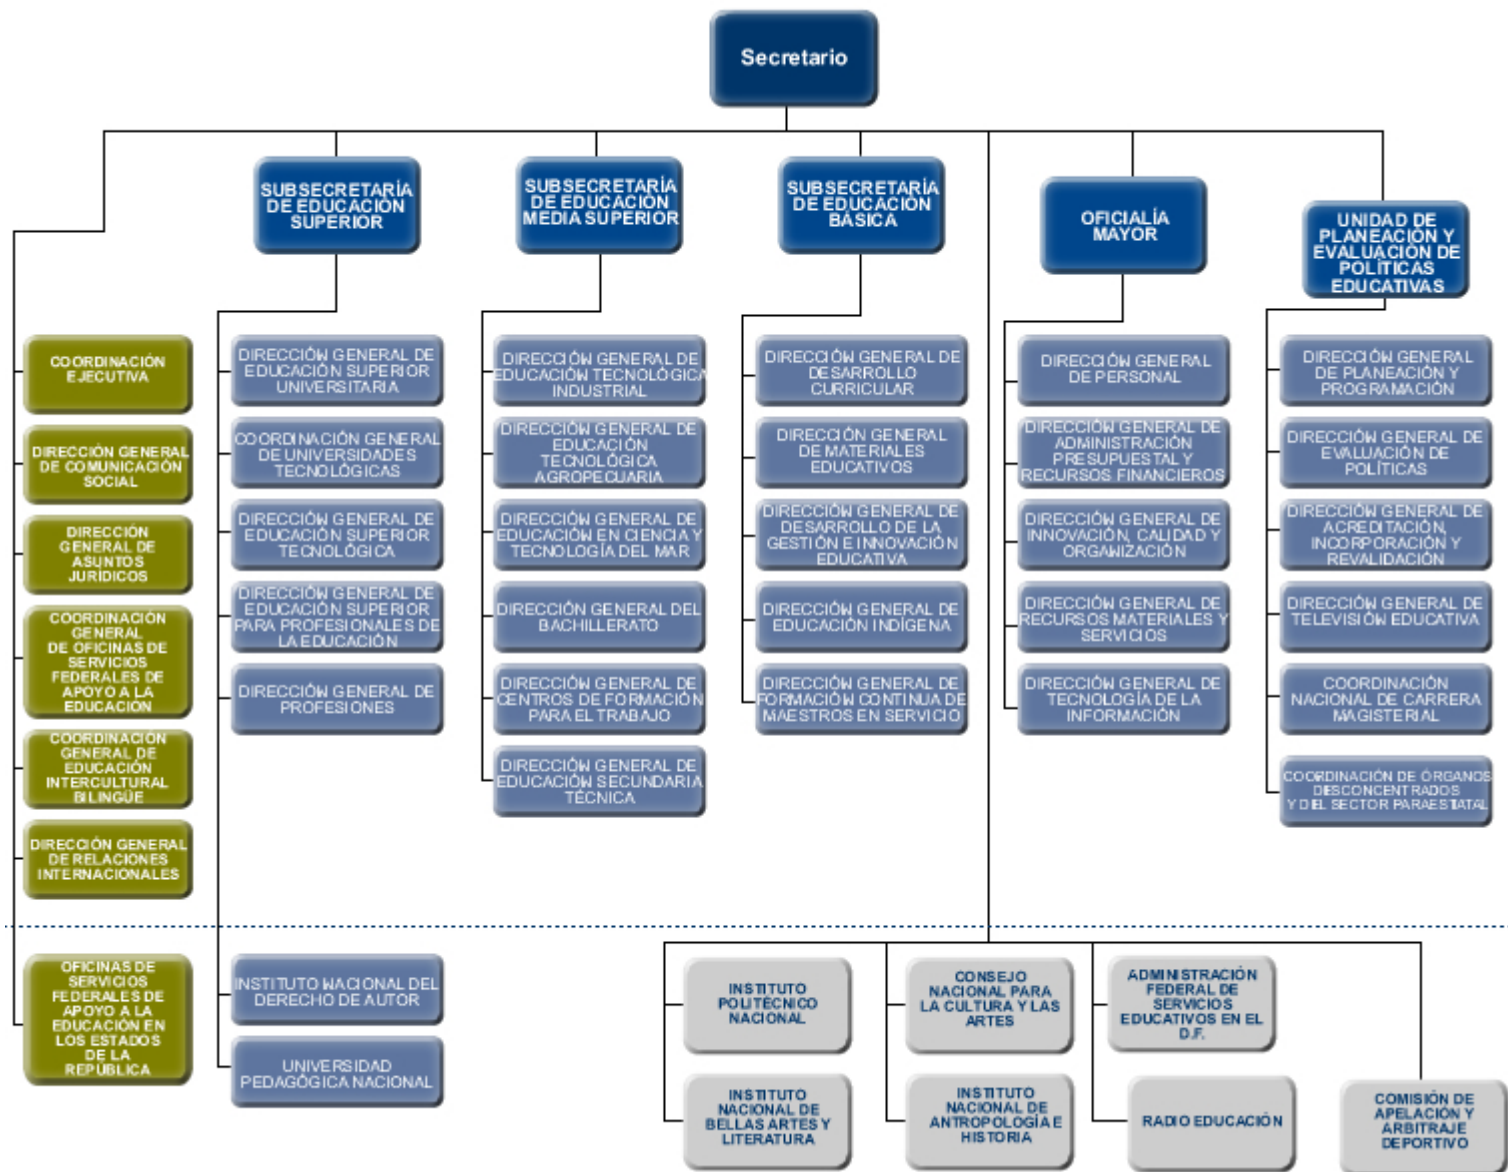 Secretario
SUBSECRETARÍA
DE EDUCACIÓN
SUPERIOR
SUBSECRETARÍA
DE EDUCACIÓN
MEDIA SUPERIOR
SUBSECRETARÍA
DE EDUCACIÓN
BÁSICA
OFICIALÍA
MAYOR
UNIDAD DE
PLANEACIÓN Y
EVALUACIÓN DE
POLÍTICAS
EDUCATIVAS
COORDINACIÓN
EJECUTIVA
DIRECCIÓN GENERAL
DE COMUNICACIÓN
SOCIAL
DIRECCIÓN
GENERAL DE
ASUNTOS
JURÍDICOS
COORDINACIÓN
GENERAL
DE OFICINAS DE
SERVICIOS
FEDERALES DE
APOYO A LA
EDUCACIÓN
COORDINACIÓN
GENERAL DE
EDUCACIÓN
INTERCULTURAL
BILINGÜE
DIRECCIÓN GENERAL
DE RELACIONES
INTERNACIONALES
OFICINAS DE
SERVICIOS
FEDERALES DE
APOYO A LA
EDUCACIÓN EN
LOS ESTADOS
DE LA
REPÚBLICA
DIRECCIÓN GENERAL DE
EDUCACIÓN SUPERIOR
UNIVERSITARIA
COORDINACIÓN GENERAL
DE UNIVERSIDADES
TECNOLÓGICAS
DIRECCIÓN GENERAL DE
EDUCACIÓN SUPERIOR
TECNOLÓGICA
DIRECCIÓN GENERAL DE
EDUCACIÓN SUPERIOR
PARA PROFESIONALES DE
LA EDUCACIÓN
DIRECCIÓN GENERAL DE
PROFESIONES
INSTITUTO NACIONAL DEL
DERECHO DE AUTOR
UNIVERSIDAD
PEDAGÓGICA NACIONAL
DIRECCIÓN GENERAL DE
EDUCACIÓN TECNOLÓGICA
INDUSTRIAL
DIRECCIÓN GENERAL DE
EDUCACIÓN
TECNOLÓGICA
AGROPECUARIA
DIRECCIÓN GENERAL DE
EDUCACIÓN EN CIENCIA Y
TECNOLOGÍA DEL MAR
DIRECCIÓN GENERAL DEL
BACHILLERATO
DIRECCIÓN GENERAL DE
CENTROS DE FORMACIÓN
PARA EL TRABAJO
DIRECCIÓN GENERAL DE
EDUCACIÓN SECUNDARIA
TÉCNICA
DIRECCIÓN GENERAL DE
DESARROLLO
CURRICULAR
DIRECCIÓN GENERAL
DE MATERIALES
EDUCATIVOS
DIRECCIÓN GENERAL DE
DESARROLLO DE LA
GESTIÓN E INNOVACIÓN
EDUCATIVA
DIRECCIÓN GENERAL DE
EDUCACIÓN INDÍGENA
DIRECCIÓN GENERAL DE
FORMACIÓN CONTINUA DE
MAESTROS EN SERVICIO
DIRECCIÓN GENERAL
DE PERSONAL
DIRECCIÓN GENERAL DE
ADMINISTRACIÓN
PRESUPUESTAL Y
RECURSOS FINANCIEROS
DIRECCIÓN GENERAL DE
INNOVACIÓN, CALIDAD Y
ORGANIZACIÓN
DIRECCIÓN GENERAL DE
RECURSOS MATERIALES Y
SERVICIOS
DIRECCIÓN GENERAL DE
TECNOLOGÍA DE LA
INFORMACIÓN
DIRECCIÓN GENERAL
DE PLANEACIÓN Y
PROGRAMACIÓN
DIRECCIÓN GENERAL DE
EVALUACIÓN DE
POLÍTICAS
DIRECCIÓN GENERAL DE
ACREDITACIÓN,
INCORPORACIÓN Y
REVALIDACIÓN
DIRECCIÓN GENERAL DE
TELEVISIÓN EDUCATIVA
COORDINACIÓN
NACIONAL DE CARRERA
MAGISTERIAL
COORDINACIÓN DE ÓRGANOS
DESCONCENTRADOS
Y DEL SECTOR PARAESTATAL
INSTITUTO
POLITÉCNICO
NACIONAL
CONSEJO
NACIONAL PARA
LA CULTURA Y LAS
ARTES
ADMINISTRACIÓN
FEDERAL DE
SERVICIOS
EDUCATIVOS EN EL
D.F.
INSTITUTO
NACIONAL DE
BELLAS ARTES Y
LITERATURA
INSTITUTO
NACIONAL DE
ANTROPOLOGÍA E
HISTORIA
RADIO EDUCACIÓN
COMISIÓN DE
APELACIÓN Y
ARBITRAJE
DEPORTIVO